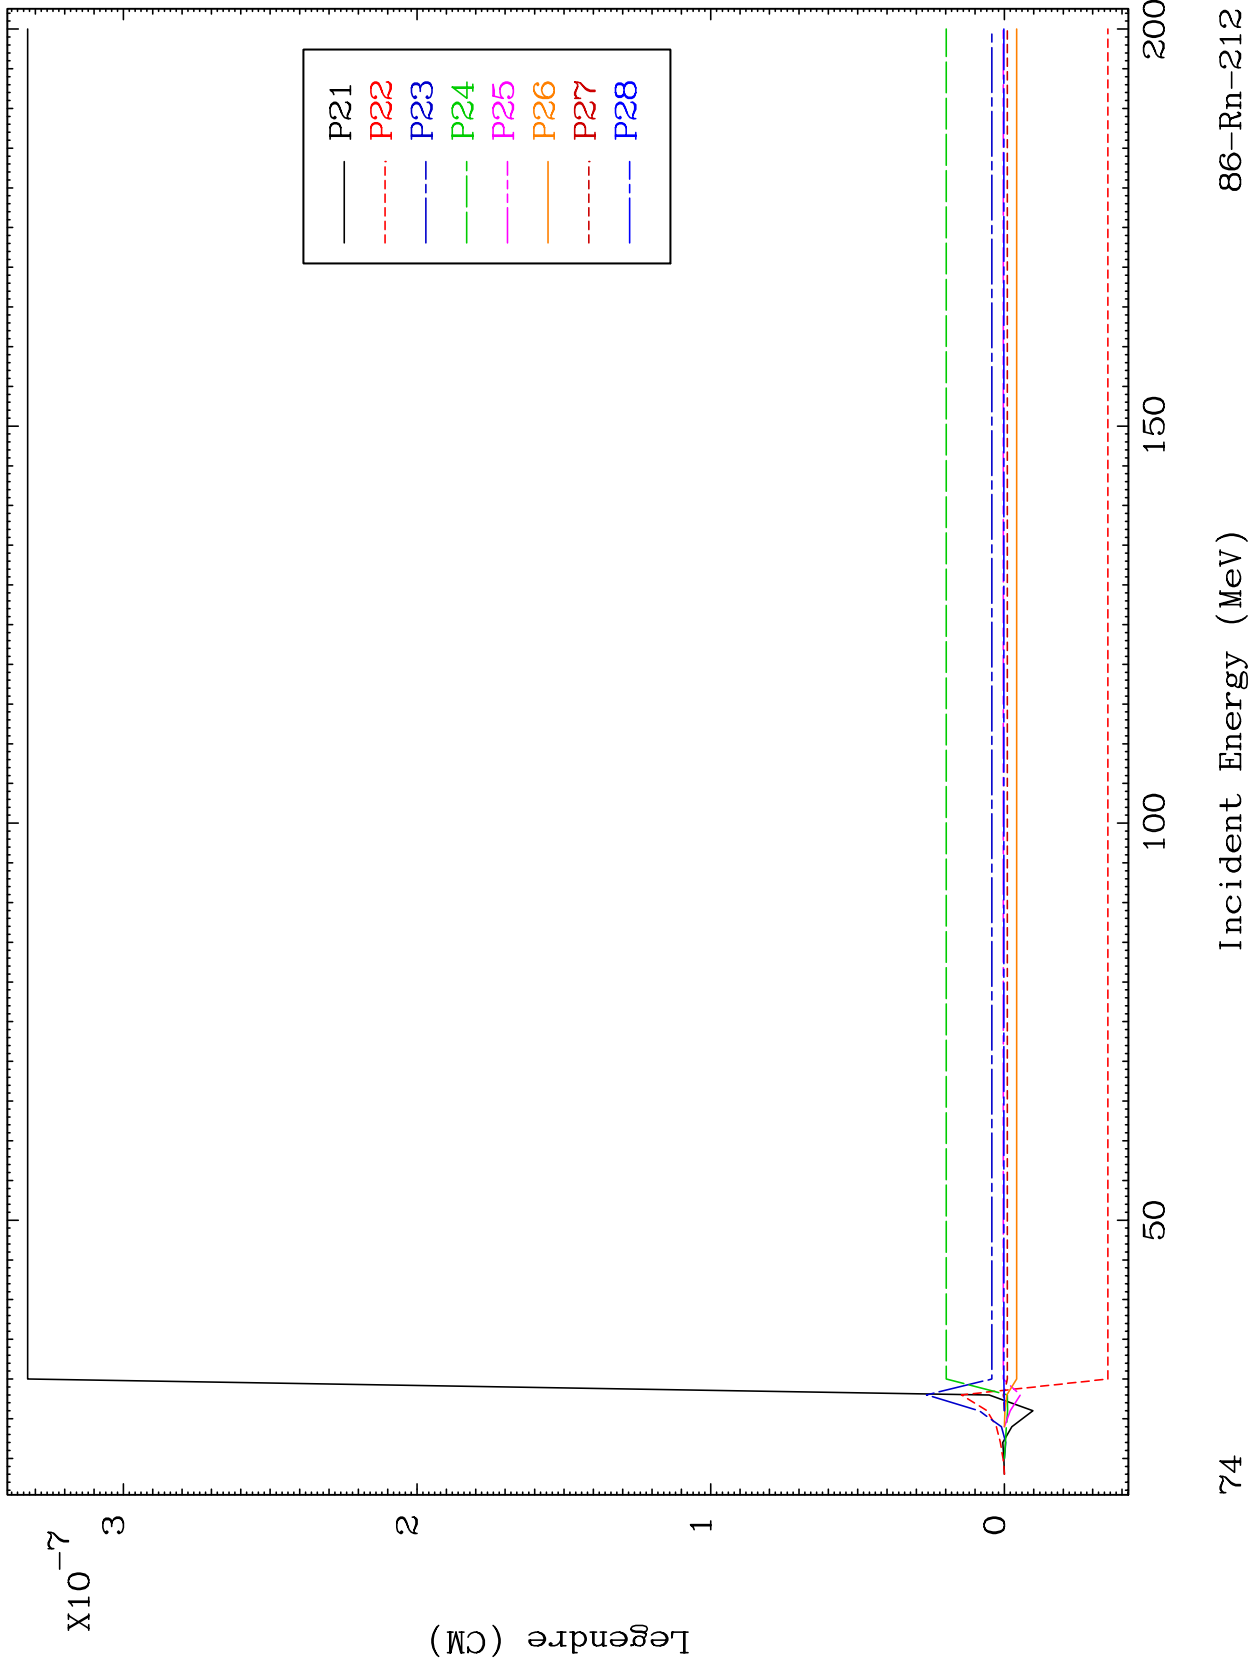 X10-7
3
2
1
0
Legendre (CM)
P21
P22
P23
P24
P25
P26
P27
P28
50
100
150
200
Incident Energy (MeV)
74
86-Rn-212